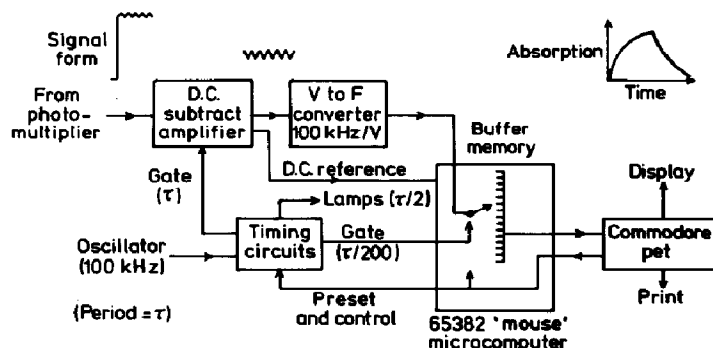 Signal
form
From
photo-
multiplier
D.C.
subtract
amplifier
V to F
converter
100 kHz/V
Absorption
Time
Buffer
memory
D.C. reference
Gate
(τ)
Lamps (τ/2)
Display
Oscillator
(100 kHz)
Timing
circuits
Gate
(τ/200)
Commodore
pet
(Period = τ)
Preset
and control
Print
65382 'mouse'
microcomputer